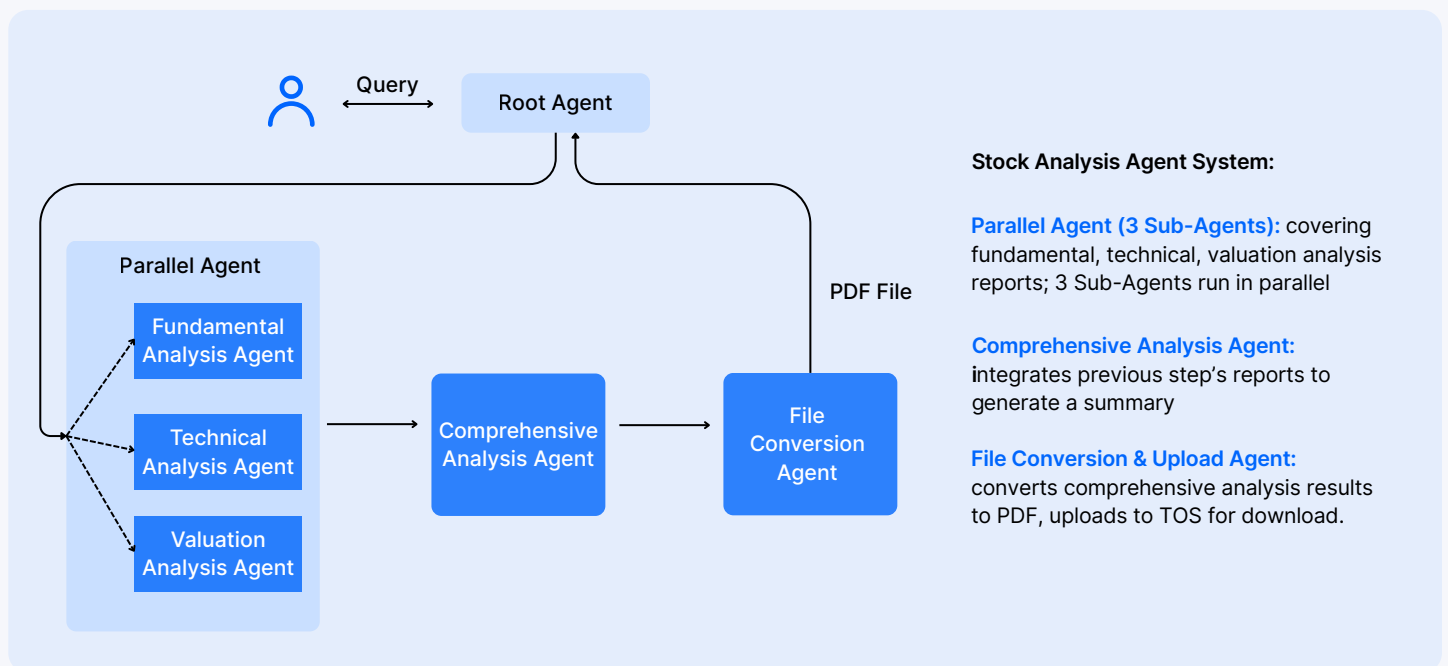 Query
Root Agent
Parallel Agent
Fundamental
Analysis Agent
Technical
Analysis Agent
Valuation
Analysis Agent
Comprehensive
Analysis Agent
File
Conversion
Agent
PDF File
Stock Analysis Agent System:
Parallel Agent (3 Sub-Agents): covering
fundamental, technical, valuation analysis
reports; 3 Sub-Agents run in parallel
Comprehensive Analysis Agent:
integrates previous step’s reports to
generate a summary
File Conversion & Upload Agent:
converts comprehensive analysis results
to PDF, uploads to TOS for download.